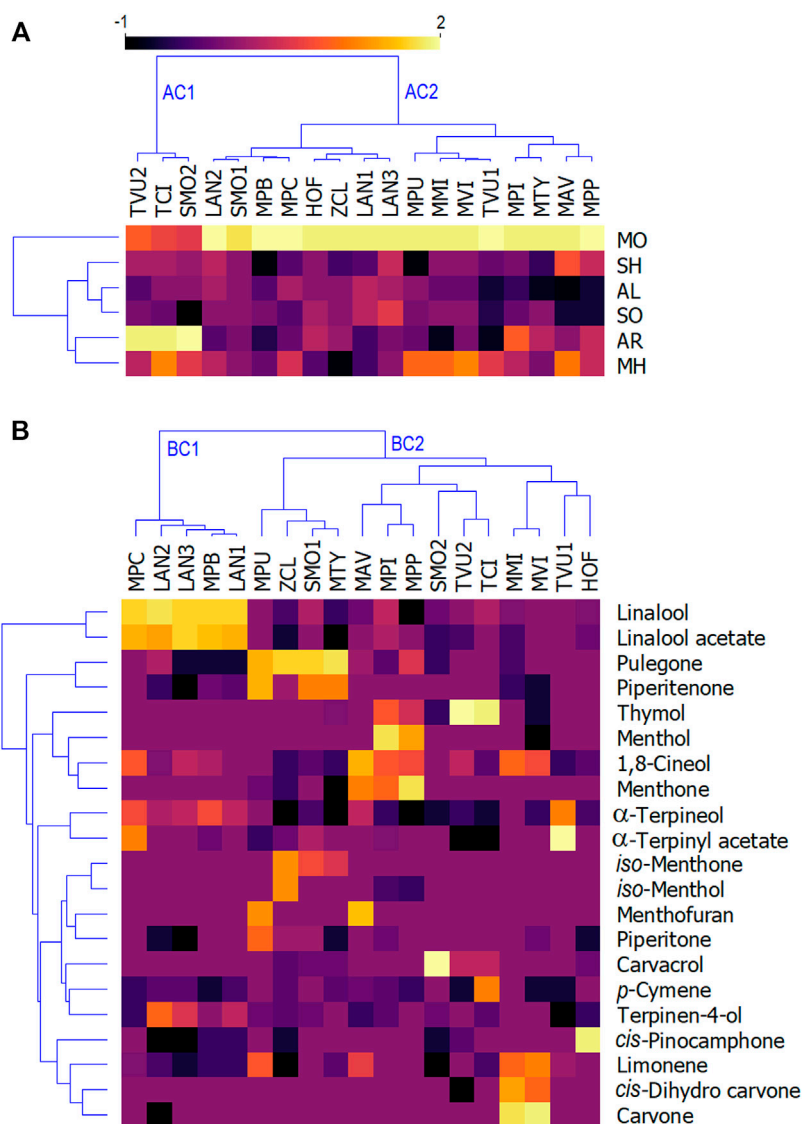 A
-1 2
AC1 AC2
TVU2 TCI SMO2 LAN2 SMO1 MPB MPC HOF ZCL LAN1 LAN3 MPU MMI MVI TVU1 MPI MTY MAV MPP
MO
SH
AL
SO
AR
MH
B
BC1 BC2
MPC LAN2 LAN3 MPB LAN1 MPU ZCL SMO1 MTY MAV MPI MPP SMO2 TVU2 TCI MMI MVI TVU1 HOF
Linalool
Linalool acetate
Pulegone
Piperitenone
Thymol
Menthol
1,8-Cineol
Menthone
α-Terpineol
α-Terpinyl acetate
iso-Menthone
iso-Menthol
Menthofuran
Piperitone
Carvacrol
p-Cymene
Terpinen-4-ol
cis-Pinocamphone
Limonene
cis-Dihydro carvone
Carvone